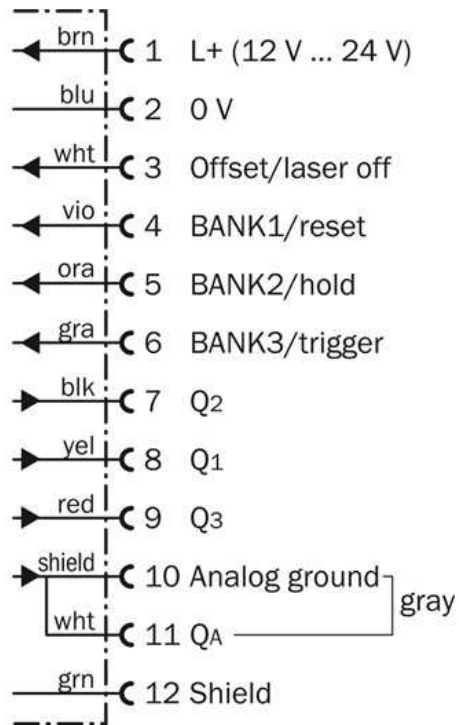 brn 1 L+ (12 V ... 24 V)
blu 2 0 V
wht 3 Offset/laser off
vio 4 BANK1/reset
ora 5 BANK2/hold
gra 6 BANK3/trigger
blk 7 Q2
yel 8 Q1
red 9 Q3
shield 10 Analog ground
gray
wht 11 QA
grn 12 Shield